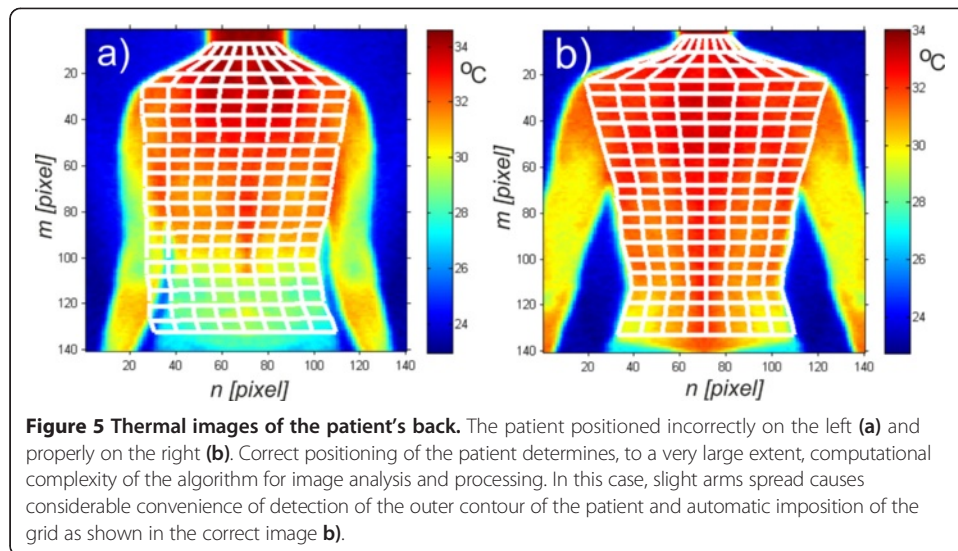 a)
b)
34
°C
32
30
28
26
24
34
°C
32
30
28
26
24
20
40
60
80
100
120
140
m [pixel]
20
40
60
80
100
120
140
m [pixel]
20 40 60 80 100 120 140
n [pixel]
20 40 60 80 100 120 140
n [pixel]
Figure 5 Thermal images of the patient's back. The patient positioned incorrectly on the left (a) and
properly on the right (b). Correct positioning of the patient determines, to a very large extent, computational
complexity of the algorithm for image analysis and processing. In this case, slight arms spread causes
considerable convenience of detection of the outer contour of the patient and automatic imposition of the
grid as shown in the correct image b).